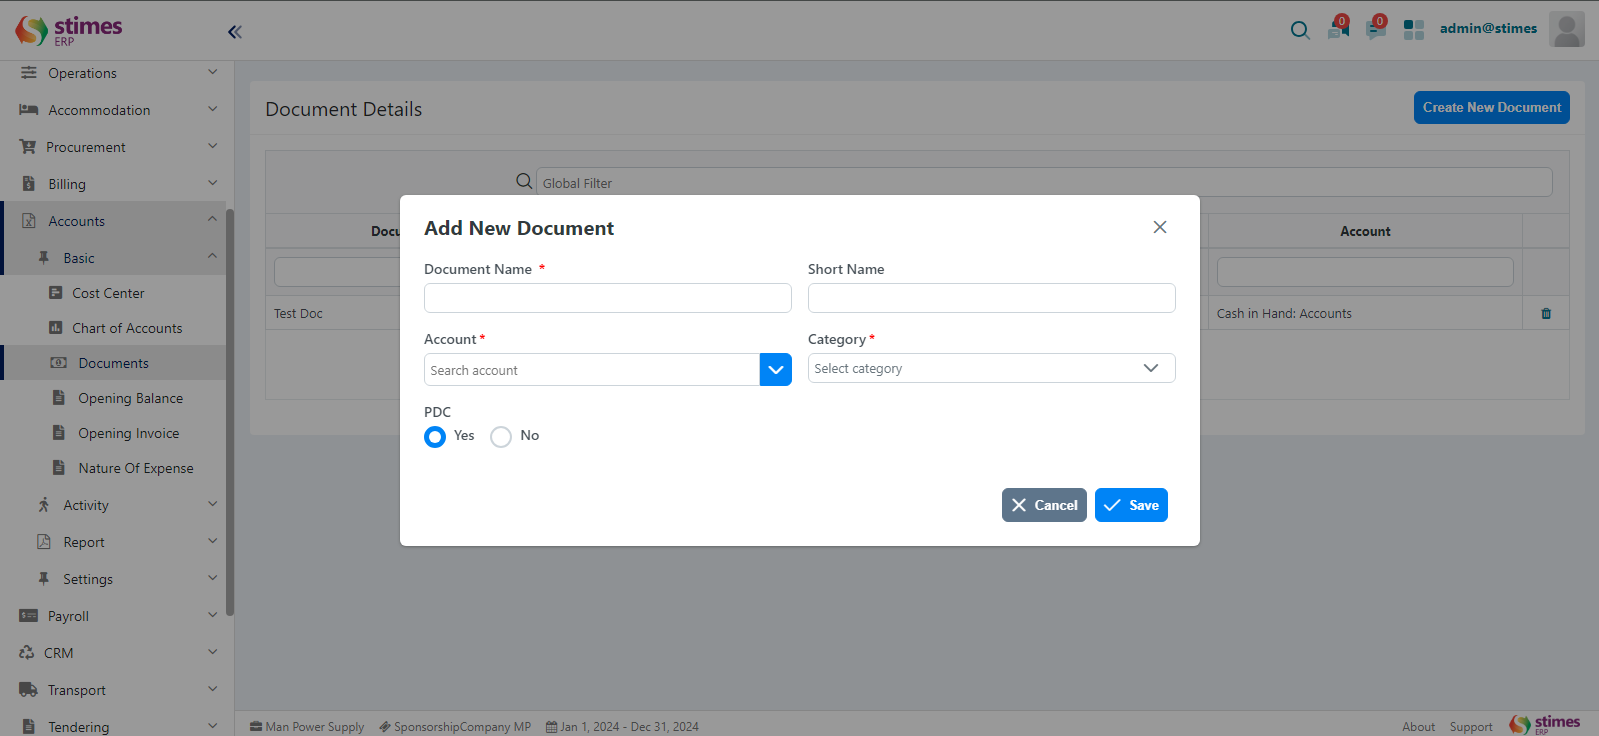 stimes
ERP
0
0
admin@stimes
Operations
Accommodation
Procurement
Billing
Accounts
Basic
Cost Center
Chart of Accounts
Documents
Opening Balance
Opening Invoice
Nature Of Expense
Activity
Report
Settings
Payroll
CRM
Transport
Tendering
Document Details
Create New Document
Global Filter
Account
Test Doc
Cash in Hand: Accounts
Add New Document
Document Name *
Short Name
Account *
Category *
Search account
Select category
PDC
Yes
No
Cancel
Save
Man Power Supply
SponsorshipCompany MP
Jan 1, 2024 - Dec 31, 2024
About
Support
stimes
ERP